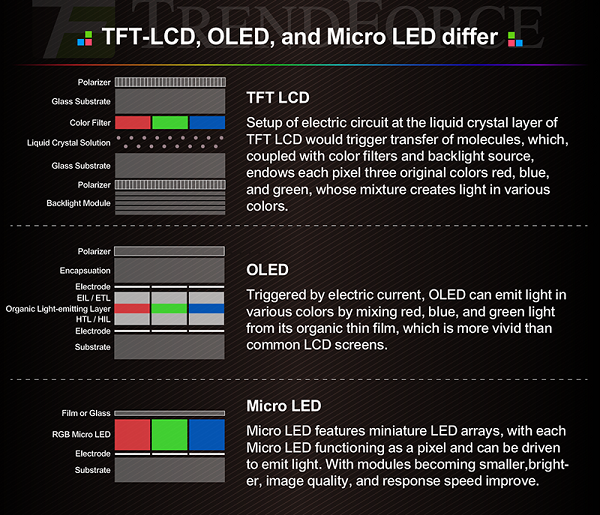 TRENDFORCE
TFT-LCD, OLED, and Micro LED differ
Polarizer
Glass Substrate
Color Filter
Liquid Crystal Solution
Glass Substrate
Polarizer
Backlight Module
TFT LCD
Setup of electric circuit at the liquid crystal layer of
TFT LCD would trigger transfer of molecules, which,
coupled with color filters and backlight source,
endows each pixel three original colors red, blue,
and green, whose mixture creates light in various
colors.
Polarizer
Encapsuation
Electrode
EIL / ETL
Organic Light-emitting Layer
HTL / HIL
Electrode
Substrate
OLED
Triggered by electric current, OLED can emit light in
various colors by mixing red, blue, and green light
from its organic thin film, which is more vivid than
common LCD screens.
Film or Glass
RGB Micro LED
Electrode
Substrate
Micro LED
Micro LED features miniature LED arrays, with each
Micro LED functioning as a pixel and can be driven
to emit light. With modules becoming smaller,bright-
er, image quality, and response speed improve.